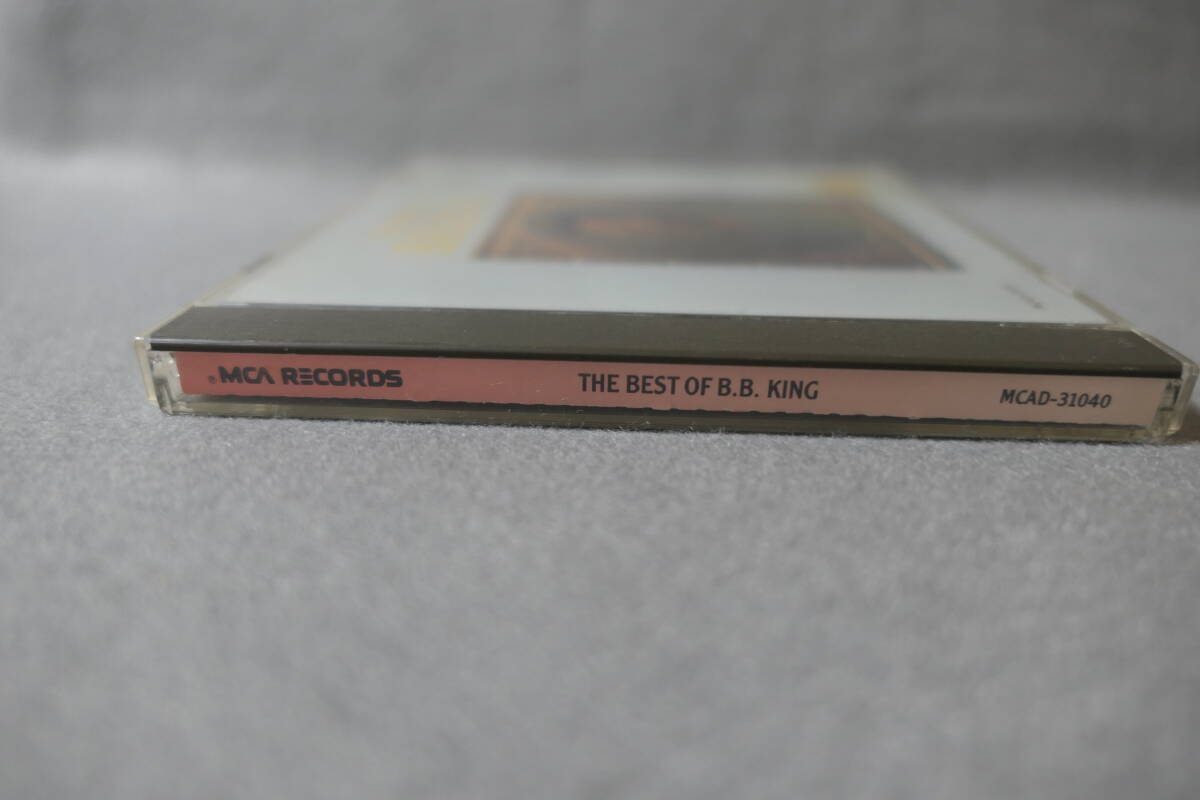 ® MCA RECORDS THE BEST OF B.B. KING MCAD-31040